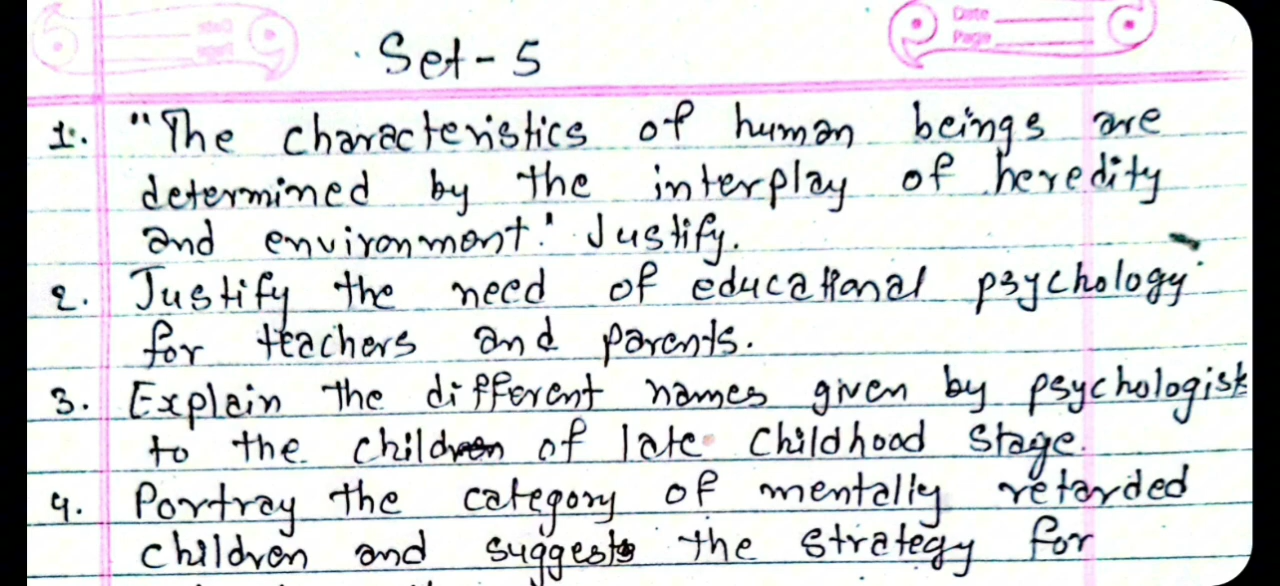 Date
Page
Set - 5
1. "The characteristics of human beings are
determined by the interplay of heredity
and environment." Justify.
2. Justify the need of educational psychology
for teachers and parents.
3. Explain the different names given by psychologist
to the children of late childhood stage.
4. Portray the category of mentally retarded
children and suggests the strategy for